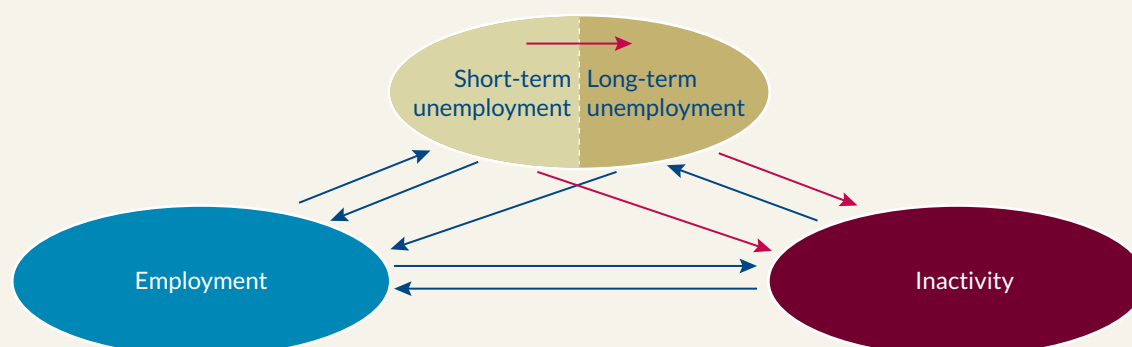 Short-term
unemployment
Long-term
unemployment
Employment
Inactivity